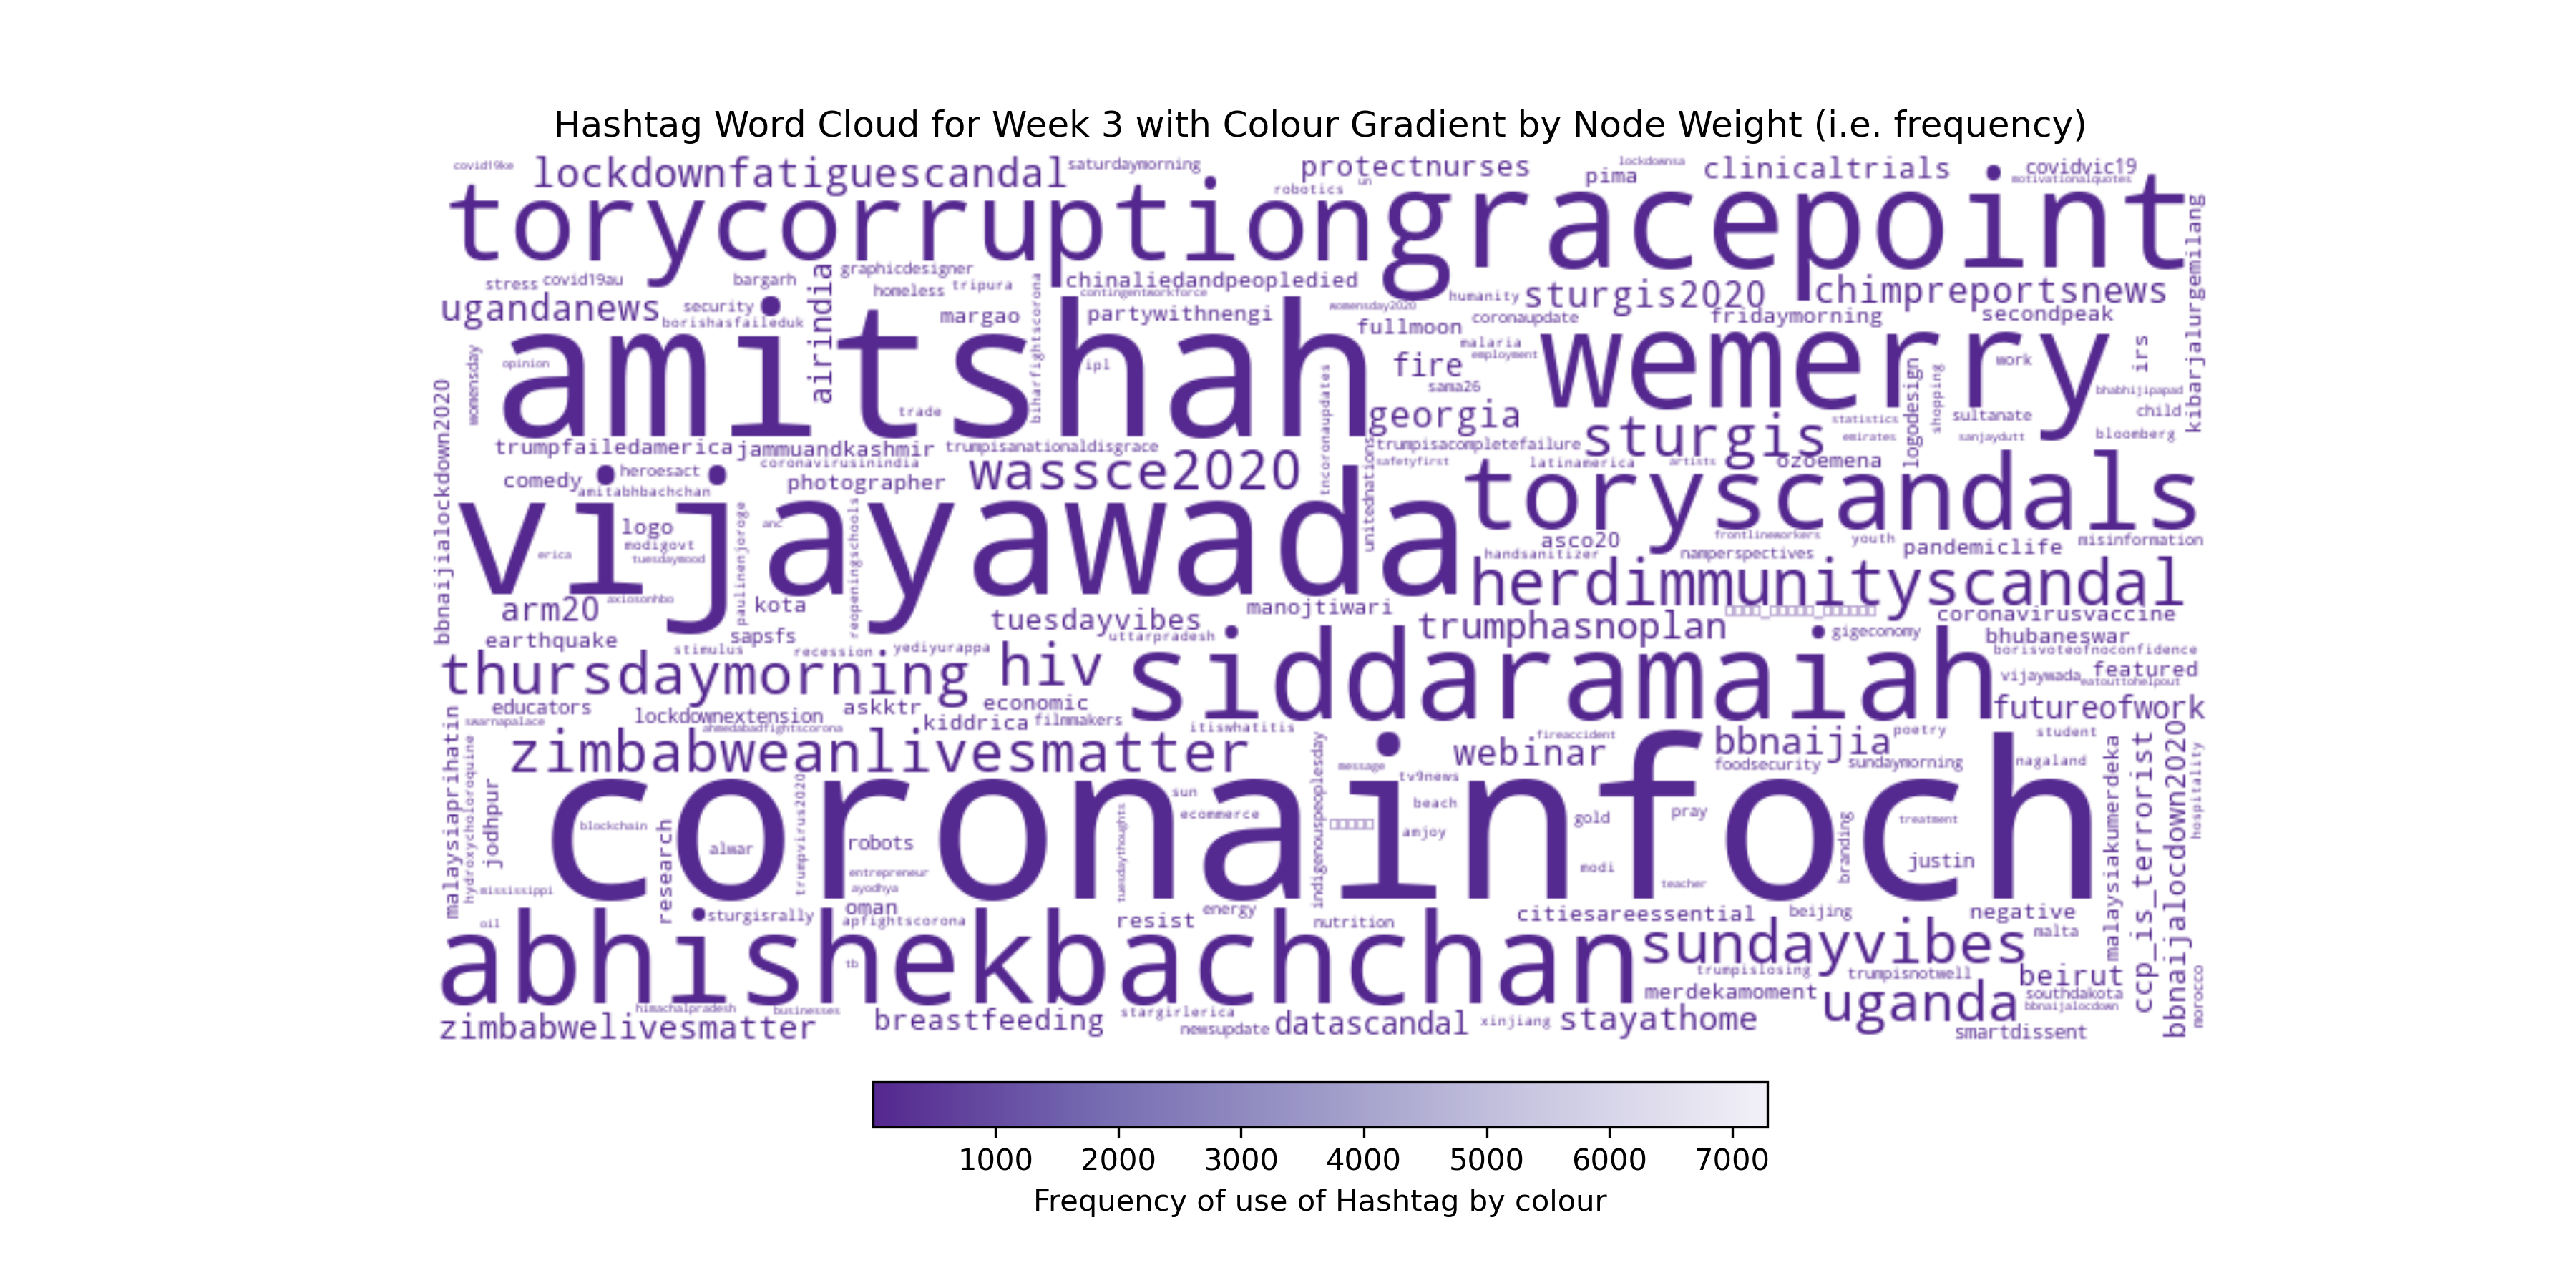 Hashtag Word Cloud for Week 3 with Colour Gradient by Node Weight (i.e. frequency)
covid19ke
lockdownfatiguescandal
saturdaymorning
protectnurses
lockdownsa
pima
clinicaltrials
covidvic19
motivationalquotes
robotics
un
torycorruption
gracepoint
kibarjalurgemilang
stress
covid19au
bargarh
airindia
graphicdesigner
homeless
tripura
biharfightscorona
chinaliedandpeopledied
contingentworkforce
womensday2020
humanity
sturgis2020
chimpreportsnews
ugandanews
security
borishasfaileduk
margao
partywithnengi
fullmoon
coronaupdate
fridaymorning
secondpeak
womensday
opinion
amitshah
ipl
trade
tncoronaupdates
fire
malaria
employment
sama26
wemerry
work
irs
bhabhijipapad
child
bloomberg
logodesign
shopping
sultanate
sanjaydutt
statistics
emirates
bbnaijialockdown2020
georgia
sturgis
trumpfailedamerica
jammuandkashmir
trumpisanationaldisgrace
trumpisacompletefailure
safetyfirst
unitednations
latinamerica
artists
ozoemena
comedy
heroesact
amitabhbachchan
coronavirusinindia
photographer
wassce2020
toryscandals
vijayawada
logo
modigovt
tuesdaymood
erica
paulinenjoroge
anc
reopeningschools
asco20
handsanitizer
frontlineworkers
namperspectives
youth
pandemiclife
misinformation
herdimmunityscandal
arm20
axiosonhbo
kota
tuesdayvibes
manojtiwari
coronavirusvaccine
earthquake
sapsfs
uttarpradesh
trumphasnoplan
gigeconomy
bhubaneswar
borisvoteofnoconfidence
stimulus
recession
yediyurappa
thursdaymorning
hiv
siddaramaiah
vijaywada
featured
eatouttohelpout
educators
lockdownextension
askktr
economic
futureofwork
swarnapalace
ahmedabadfightscorona
kiddrica
filmmakers
itiswhatitis
malaysiaprihatin
hydroxycholoroquine
jodhpur
zimbabweanlivesmatter
indigenouspeoplesday
message
webinar
fireaccident
bbnaijia
poetry
student
foodsecurity
sundaymorning
nagaland
malaysiakumerdeka
ccp_is_terrorist
bbnaijalocdown2020
hospitality
coronainfoch
blockchain
research
alwar
trumpvirus2020
robots
entrepreneur
ayodhya
tuesdaythoughts
sun
ecommerce
tv9news
beach
amjoy
gold
pray
modi
teacher
branding
treatment
justin
mississippi
oil
sturgisrally
oman
apfightscorona
resist
energy
nutrition
citiesareessential
beijing
negative
malta
abhishekbachchan
tb
sundayvibes
trumpislosing
trumpisnotwell
beirut
southdakota
bbnaijalocdown
morocco
merdekamoment
uganda
himachalpradesh
businesses
zimbabwelivesmatter
breastfeeding
stargirlerica
newsupdate
datascandal
xinjiang
stayathome
smartdissent
1000 2000 3000 4000 5000 6000 7000
Frequency of use of Hashtag by colour